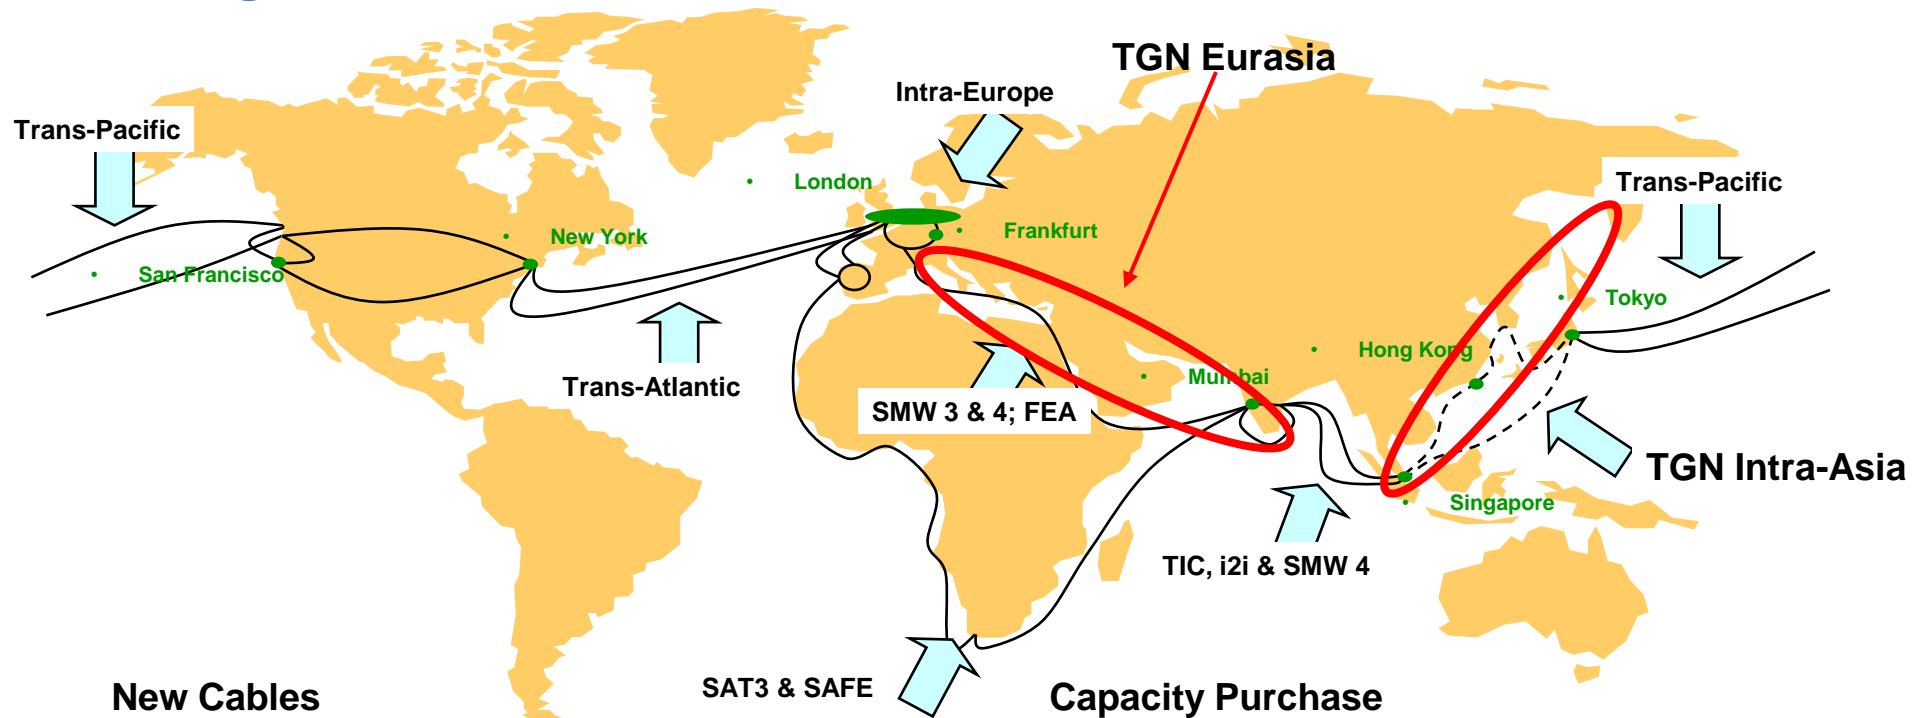 TGN Eurasia
Intra-Europe
Trans-Pacific
London
Trans-Pacific
New York
Frankfurt
San Francisco
Tokyo
Hong Kong
Trans-Atlantic
Mumbai
SMW 3 & 4; FEA
TGN Intra-Asia
Singapore
TIC, i2i & SMW 4
SAT3 & SAFE
New Cables
Capacity Purchase